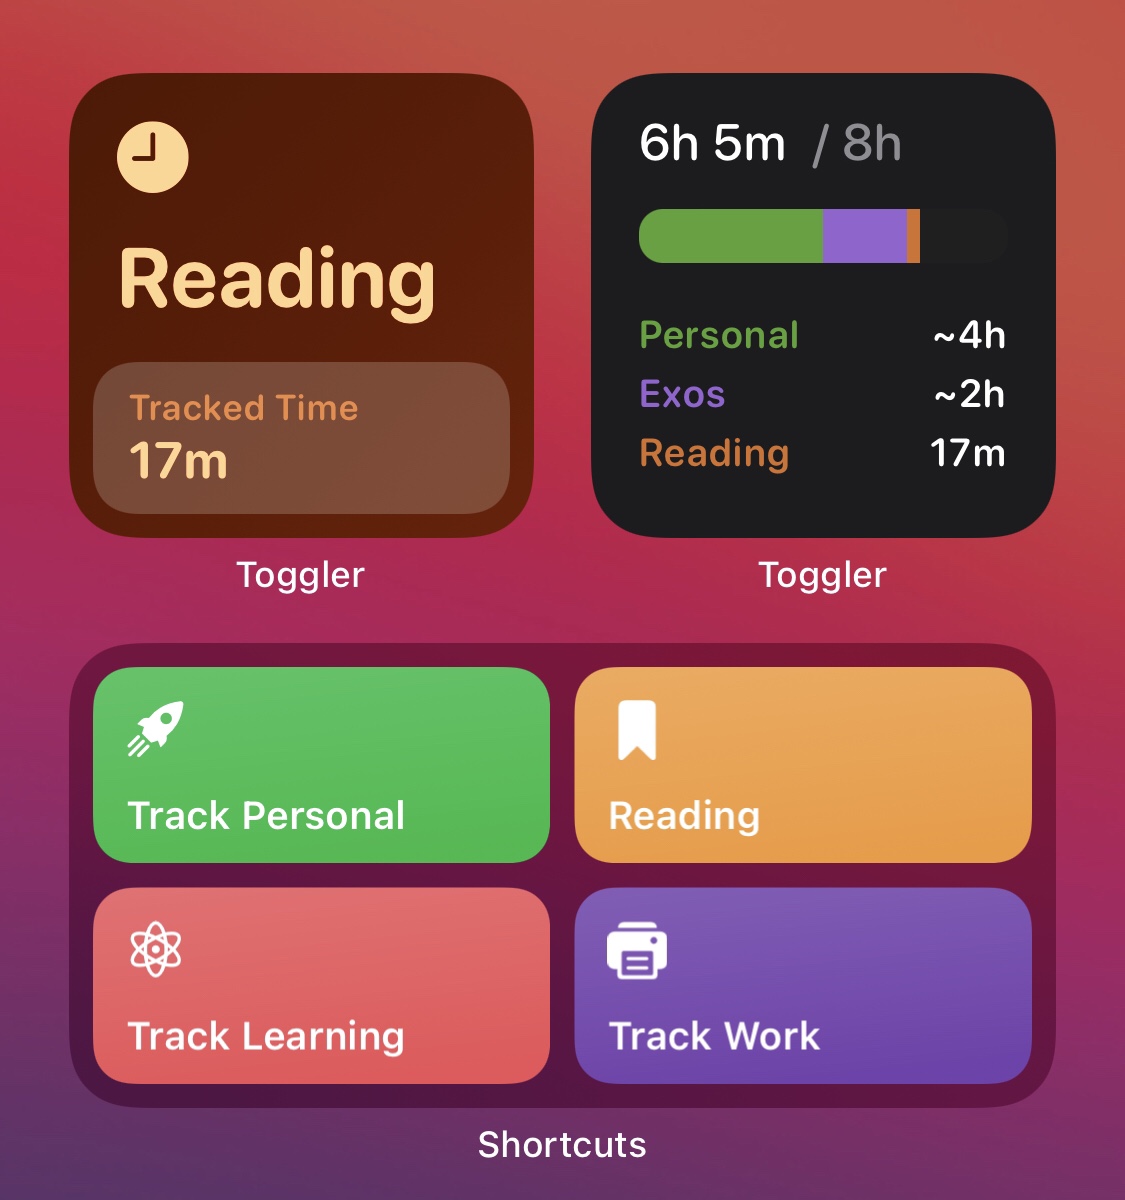 Reading
Tracked Time
17m
Toggler
6h 5m / 8h
Personal ~4h
Exos ~2h
Reading 17m
Toggler
Track Personal
Reading
Track Learning
Track Work
Shortcuts